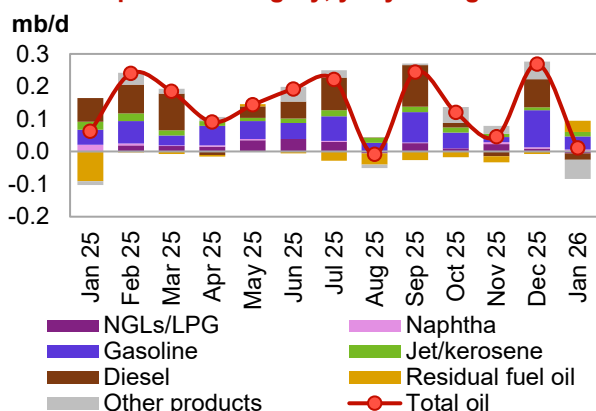 mb/d
0.3
0.2
0.1
0.0
-0.1
-0.2
Jan 25
Feb 25
Mar 25
Apr 25
May 25
Jun 25
Jul 25
Aug 25
Sep 25
Oct 25
Nov 25
Dec 25
Jan 26
NGLs/LPG
Naphtha
Gasoline
Jet/kerosene
Diesel
Residual fuel oil
Other products
Total oil